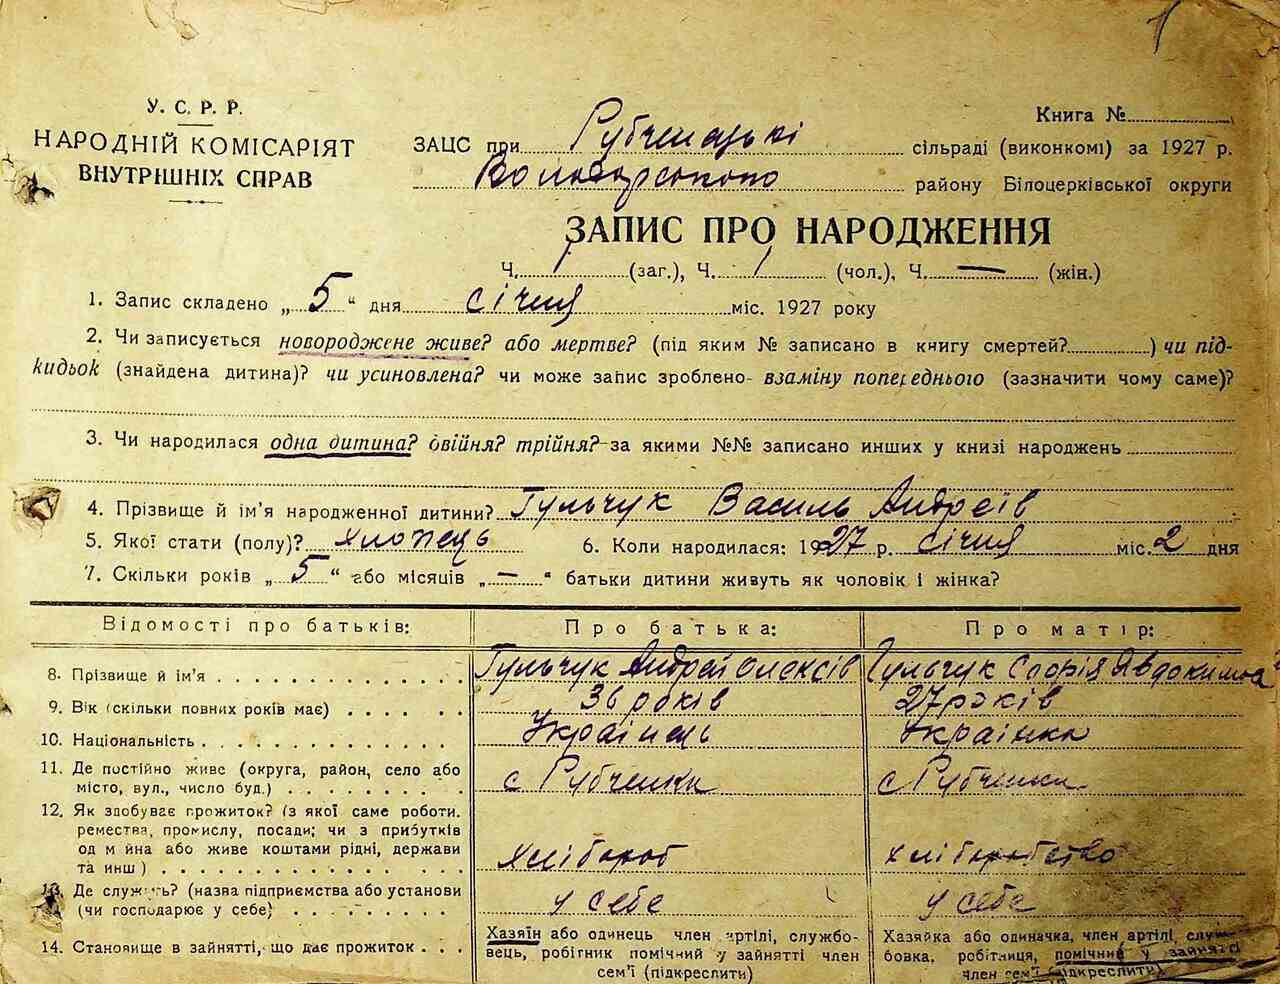 1
У. С. Р. Р.
НАРОДНІЙ КОМІСАРІЯТ
ВНУТРІШНІХ СПРАВ
Книга №
ЗАЦС при Рубченській сільраді (виконкомі) за 1927 р.
Володарського району Білоцерківської округи
ЗАПИС ПРО НАРОДЖЕННЯ
Ч. 1 (заг.), Ч. 1 (чол.), Ч. — (жін.)
1. Запис складено „ 5 “ дня січня міс. 1927 року
2. Чи записується новороджене живе? або мертве? (під яким № записано в книгу смертей? ) чи під-
кидьок (знайдена дитина)? чи усиновлена? чи може запис зроблено взаміну попереднього (зазначити чому саме)?
3. Чи народилася одна дитина? двійня? трійня? за якими №№ записано инших у книзі народжень
4. Прізвище й ім'я народженної дитини? Гульчук Василь Андреїв
5. Якої стати (полу)? хлопець 6. Коли народилася: 1927 р. січня міс. 2 дня
7. Скільки років „ 5 “ або місяців „ — “ батьки дитини живуть як чоловік і жінка?
Відомості про батьків: Про батька: Про матір:
8. Прізвище й ім'я Гульчук Андрей Олексів Гульчук Софія Явдокимова
9. Вік (скільки повних років має) 36 років 27 років
10. Національність Українець Українка
11. Де постійно живе (округа, район, село або
місто, вул., число буд.) с Рубченки с Рубченки
12. Як здобуває прожиток? (з якої саме роботи.
ремества, промислу, посади; чи з прибутків
од майна або живе коштами рідні, держави
та инш) хлібороб хліборобство
13. Де служить? (назва підприємства або установи
(чи господарює у себе) у себе у себе
14. Становище в зайнятті, що дає прожиток
Хазяїн або одинець член артілі, службо-
вець, робітник помічний у зайнятті член
сем'ї (підкреслити)
Хазяйка або одиначка, член артілі, служ-
бовка, робітниця, помічний у зайнятті
член сем'ї (підкреслити)